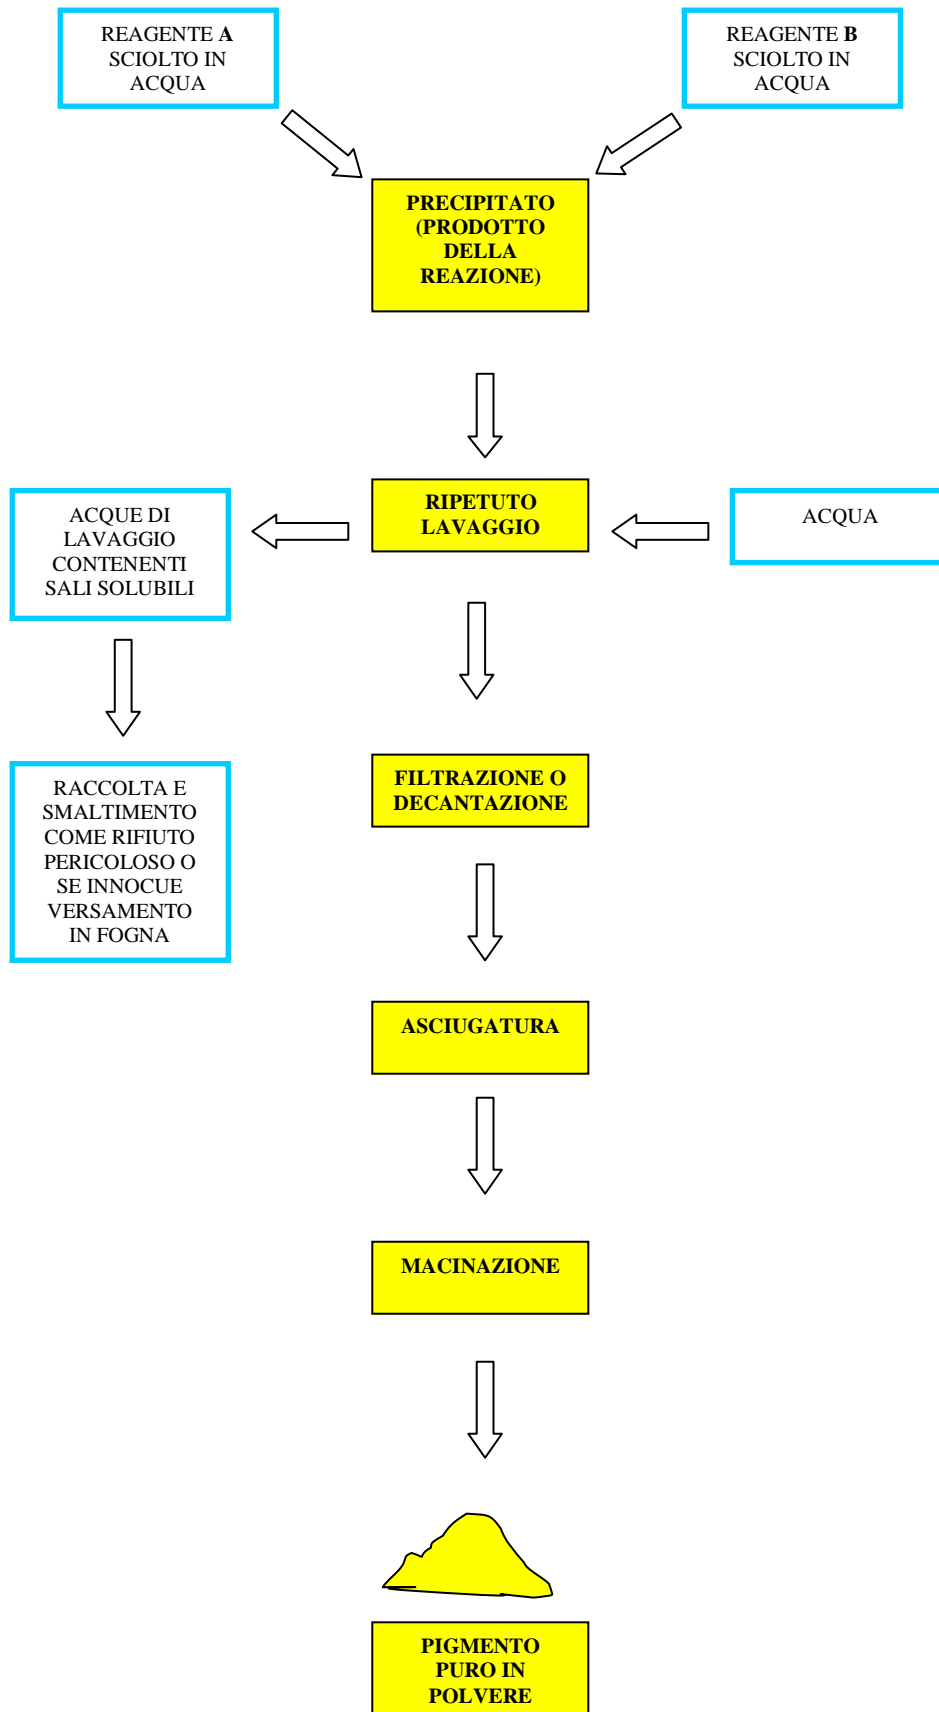 REAGENTE A
SCIOLTO IN
ACQUA
REAGENTE B
SCIOLTO IN
ACQUA
PRECIPITATO
(PRODOTTO
DELLA
REAZIONE)
RIPETUTO
LAVAGGIO
ACQUA
ACQUE DI
LAVAGGIO
CONTENENTI
SALI SOLUBILI
RACCOLTA E
SMALTIMENTO
COME RIFIUTO
PERICOLOSO O
SE INNOCUE
VERSAMENTO
IN FOGNA
FILTRAZIONE O
DECANTAZIONE
ASCIUGATURA
MACINAZIONE
PIGMENTO
PURO IN
POLVERE